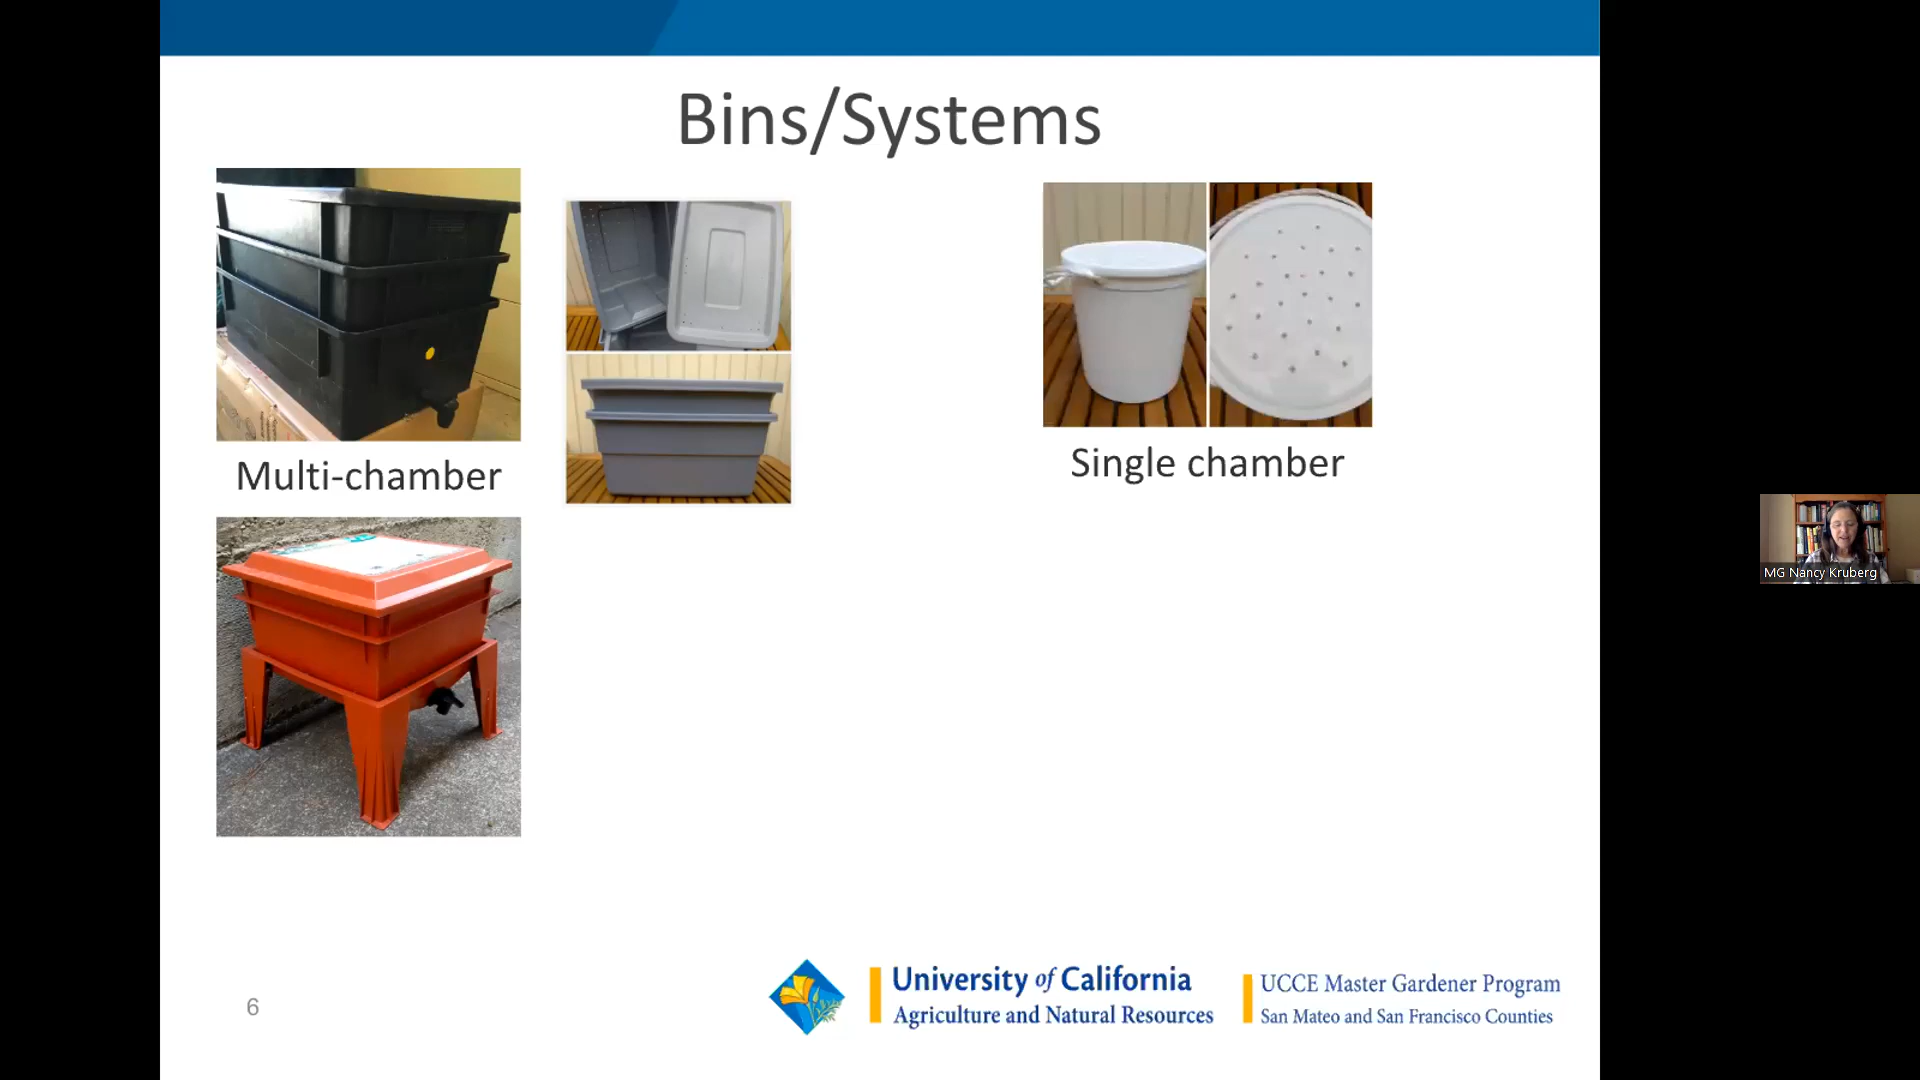 Bins/Systems
Multi-chamber
Single chamber
MG Nancy Kruberg
6
University of California
Agriculture and Natural Resources
UCCE Master Gardener Program
San Mateo and San Francisco Counties